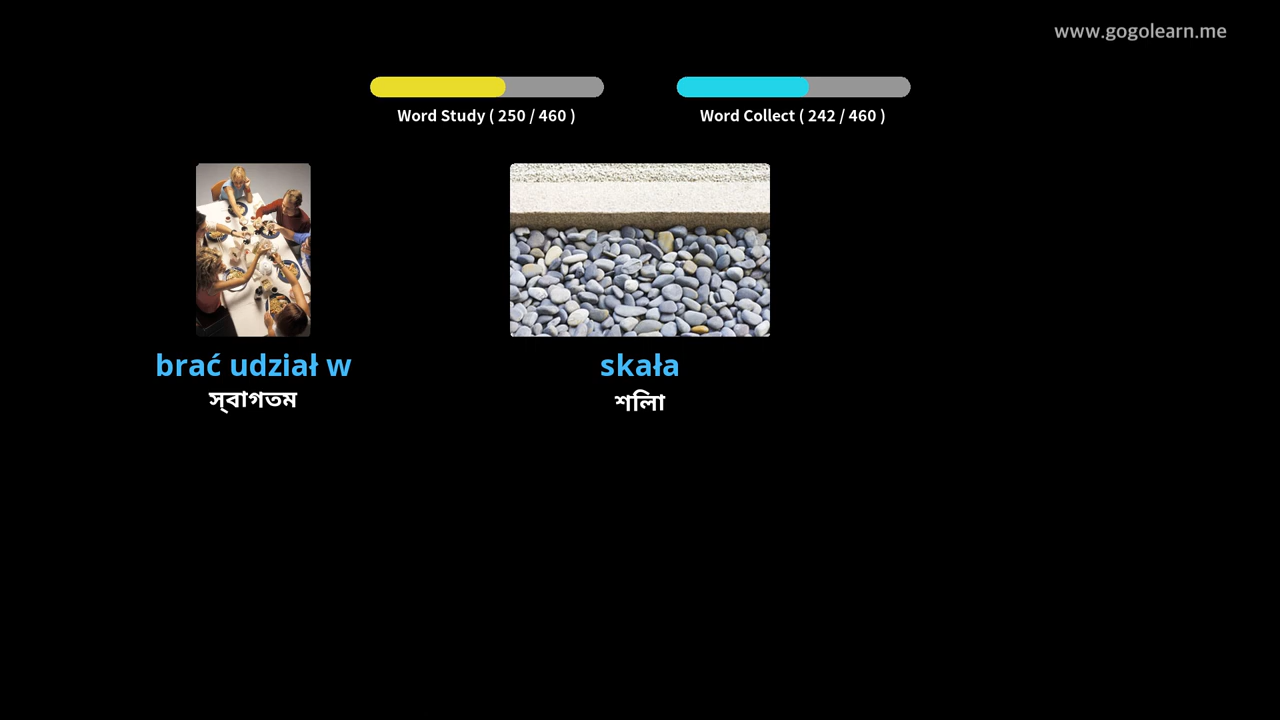 www.gogolearn.me
Word Study ( 250 / 460 )
Word Collect ( 242 / 460 )
brać udział w
স্বাগতম
skała
শিলা